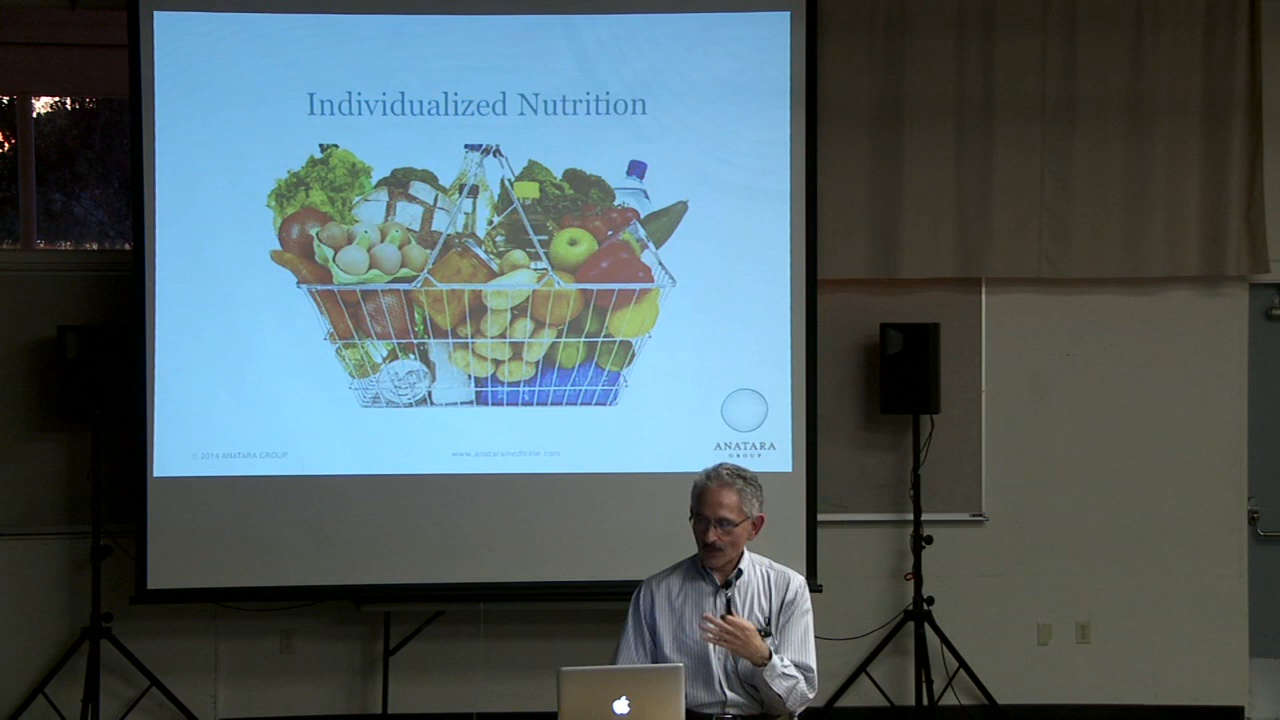 Individualized Nutrition
ANATARA
GROUP
© 2014 ANATARA GROUP
www.anataramedicine.com